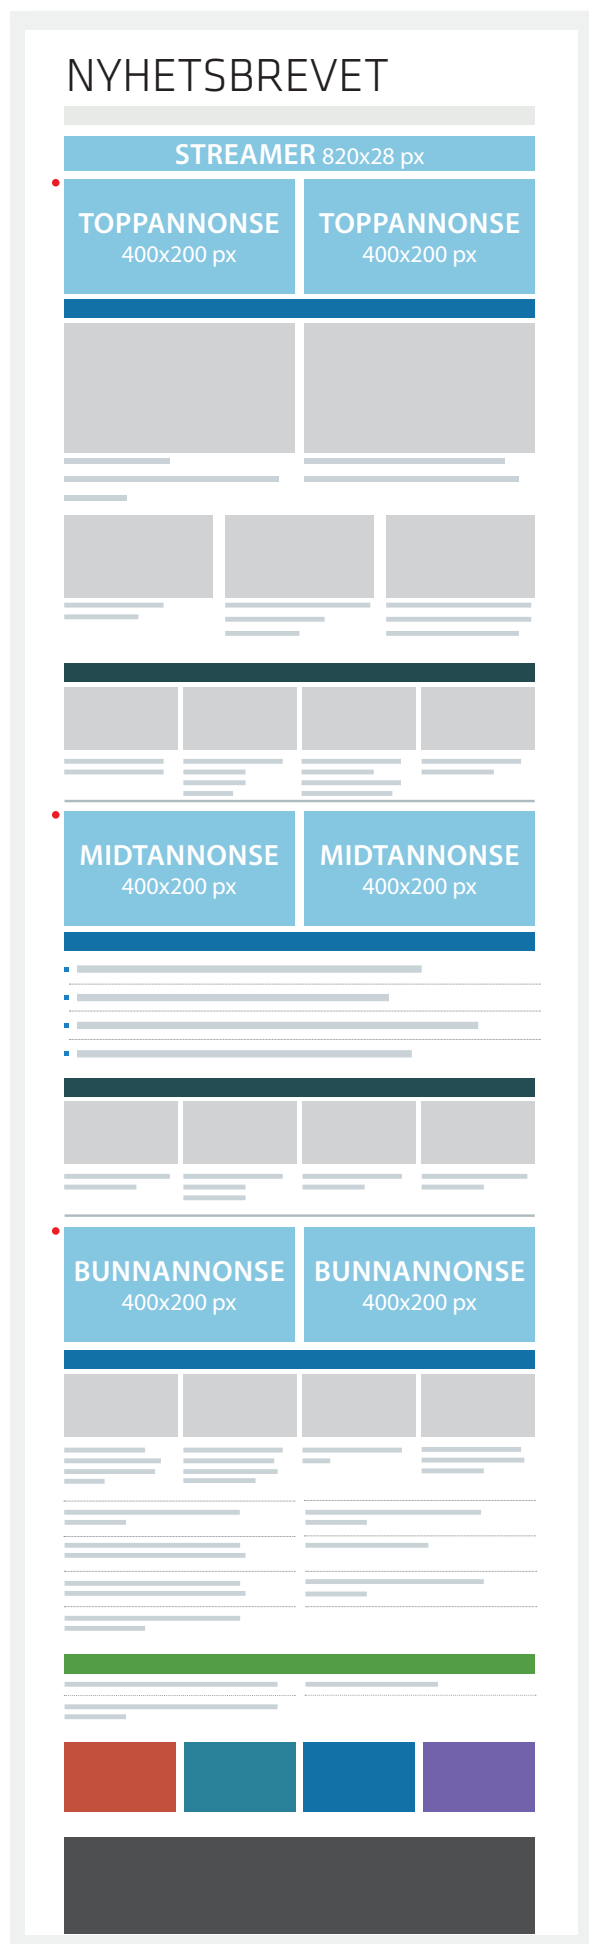 NYHETSBREVET
STREAMER 820x28 px
TOPPANNONSE TOPPANNONSE
400x200 px 400x200 px
MIDTANNONSE MIDTANNONSE
400x200 px 400x200 px
BUNNANNONSE BUNNANNONSE
400x200 px 400x200 px